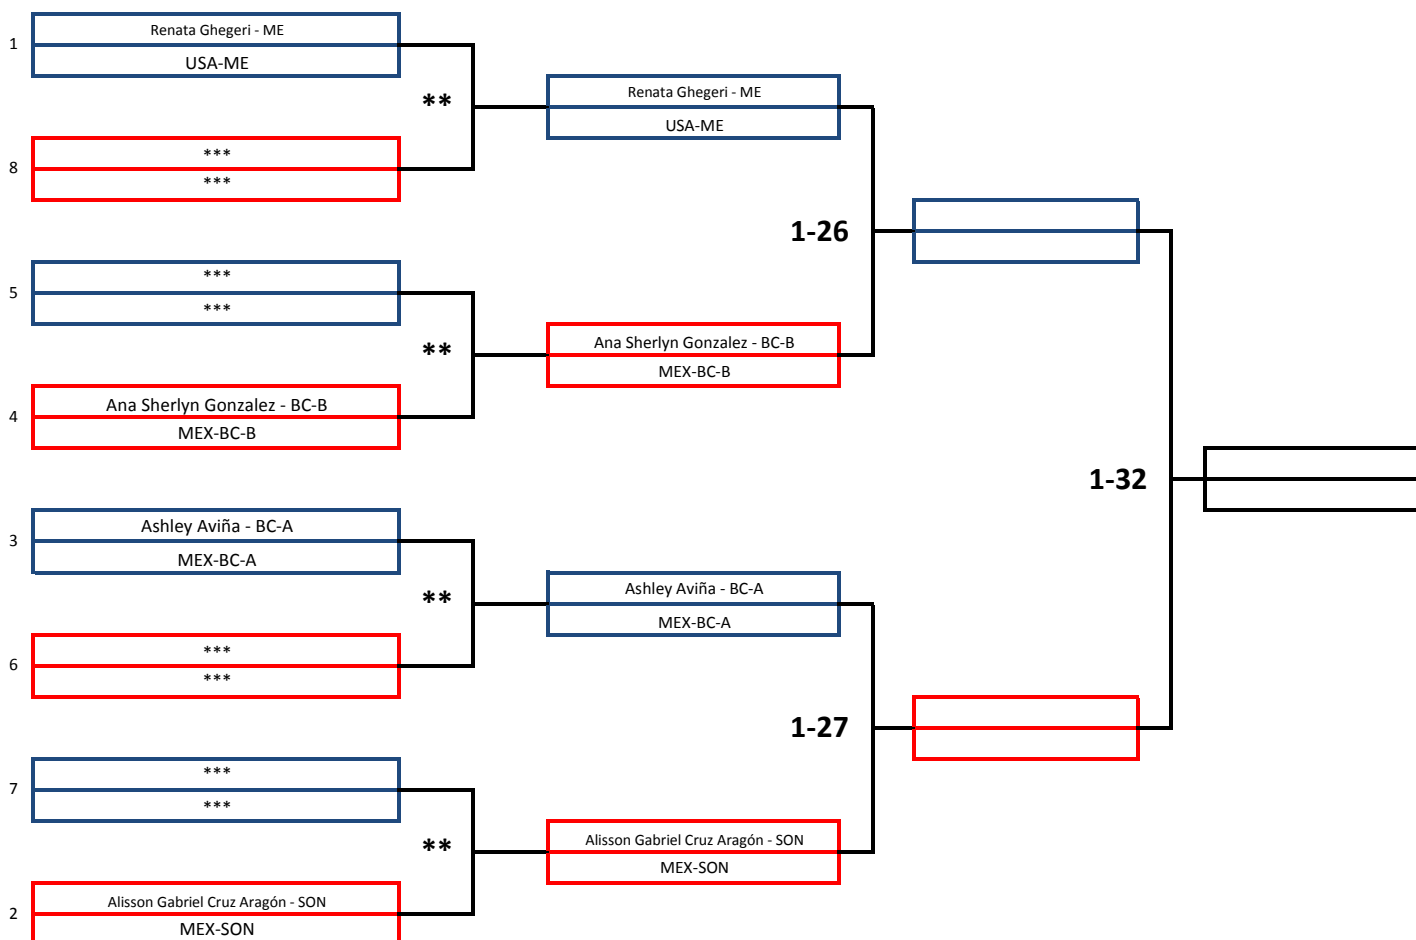 1
Renata Ghegeri - ME
USA-ME
**
8
***
***
Renata Ghegeri - ME
USA-ME
1-26
5
***
***
**
4
Ana Sherlyn Gonzalez - BC-B
MEX-BC-B
Ana Sherlyn Gonzalez - BC-B
MEX-BC-B
1-32
3
Ashley Aviña - BC-A
MEX-BC-A
**
6
***
***
Ashley Aviña - BC-A
MEX-BC-A
1-27
7
***
***
**
2
Alisson Gabriel Cruz Aragón - SON
MEX-SON
Alisson Gabriel Cruz Aragón - SON
MEX-SON